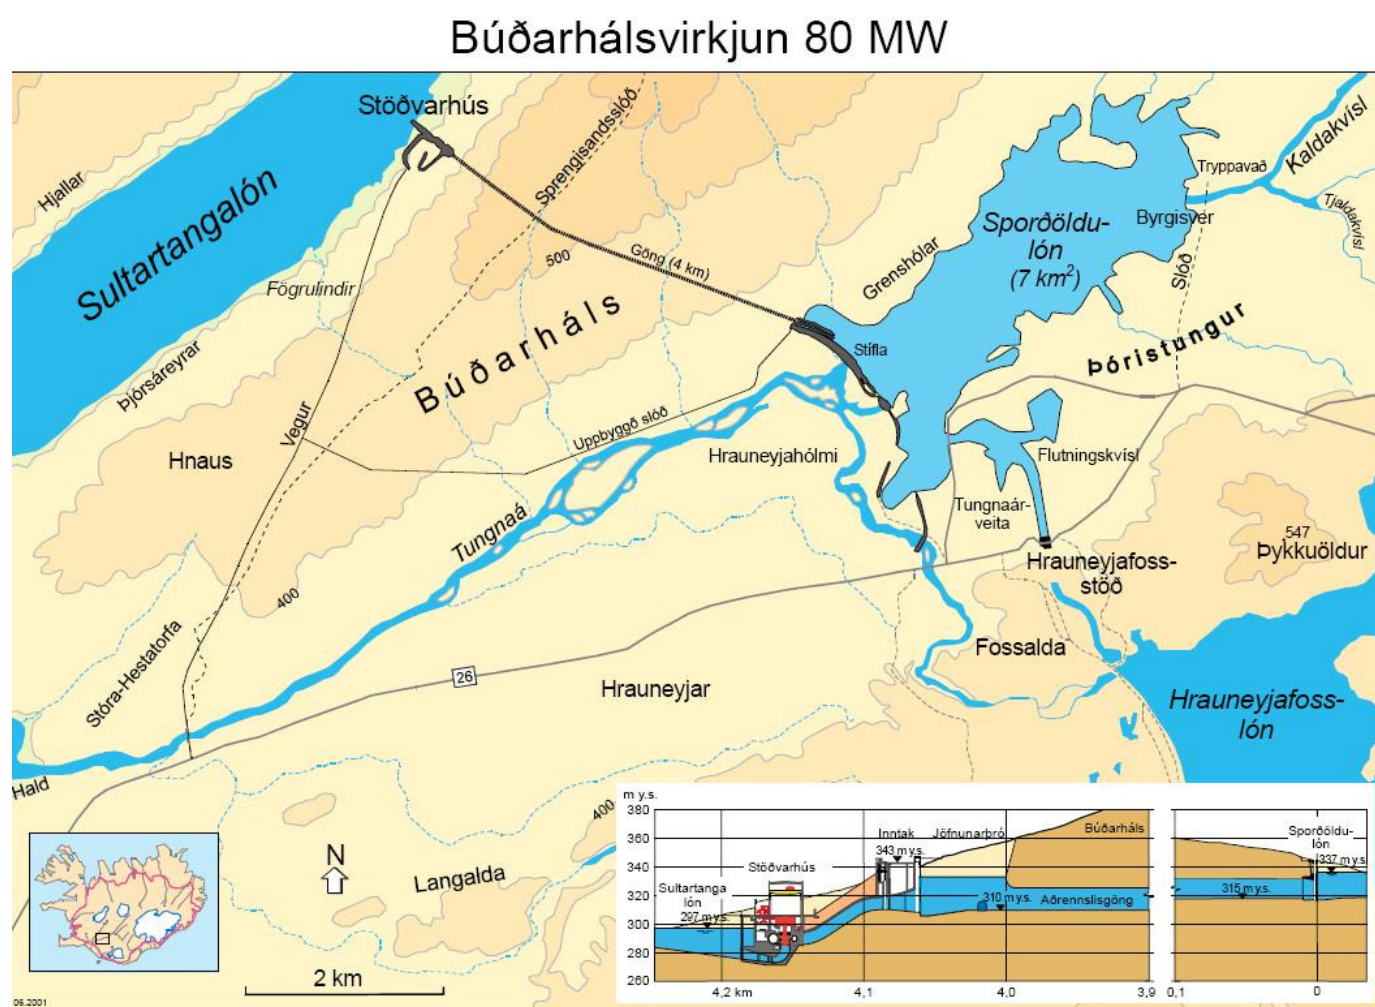 Búðarhálsvirkjun 80 MW
Stöðvarhús
Sprengisandsslóð
Hjallar
Sultartangalón
Fögrulindir
Þjórsáreyrar
500
Göng (4 km)
Búðarháls
Grenshólar
Sporðöldu-
lón
(7 km²)
Byrgisver
Tryppavað
Kaldakvísl
Tjaldakvísl
Slóð
Stífla
Þóristungur
Vegur
Hnaus
Uppbyggð slóð
Hrauneyjahólmi
Flutningskvísl
Tungnaá
Tungnaár-
veita
547
Þykkuöldur
Hrauneyjafoss-
stöð
400
Stóra-Hestatorfa
26
Fossalda
Hrauneyjar
Hrauneyjafoss-
lón
Hald
400
Langalda
N
2 km
06.2001
m y.s.
380
360
340
320
300
280
260
Sultartanga
lón
297 m y.s.
Stöðvarhús
Inntak
343 m y.s.
Jöfnunarþró
Búðarháls
310 m y.s.
Aðrennslisgöng
315 m y.s.
Sporðöldu-
lón
337 m y.s.
4,2 km
4,1
4,0
3,9
0,1
0